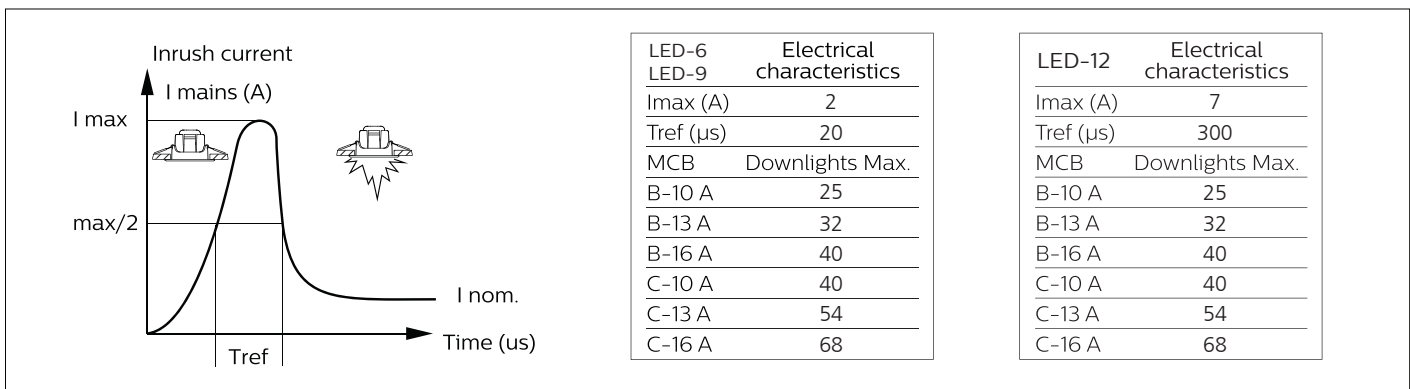 Inrush current
I mains (A)
I max
max/2
I nom.
Time (us)
Tref
LED-6
LED-9
Electrical
characteristics
Imax (A) 2
Tref (µs) 20
MCB Downlights Max.
B-10 A 25
B-13 A 32
B-16 A 40
C-10 A 40
C-13 A 54
C-16 A 68
LED-12
Electrical
characteristics
Imax (A) 7
Tref (µs) 300
MCB Downlights Max.
B-10 A 25
B-13 A 32
B-16 A 40
C-10 A 40
C-13 A 54
C-16 A 68